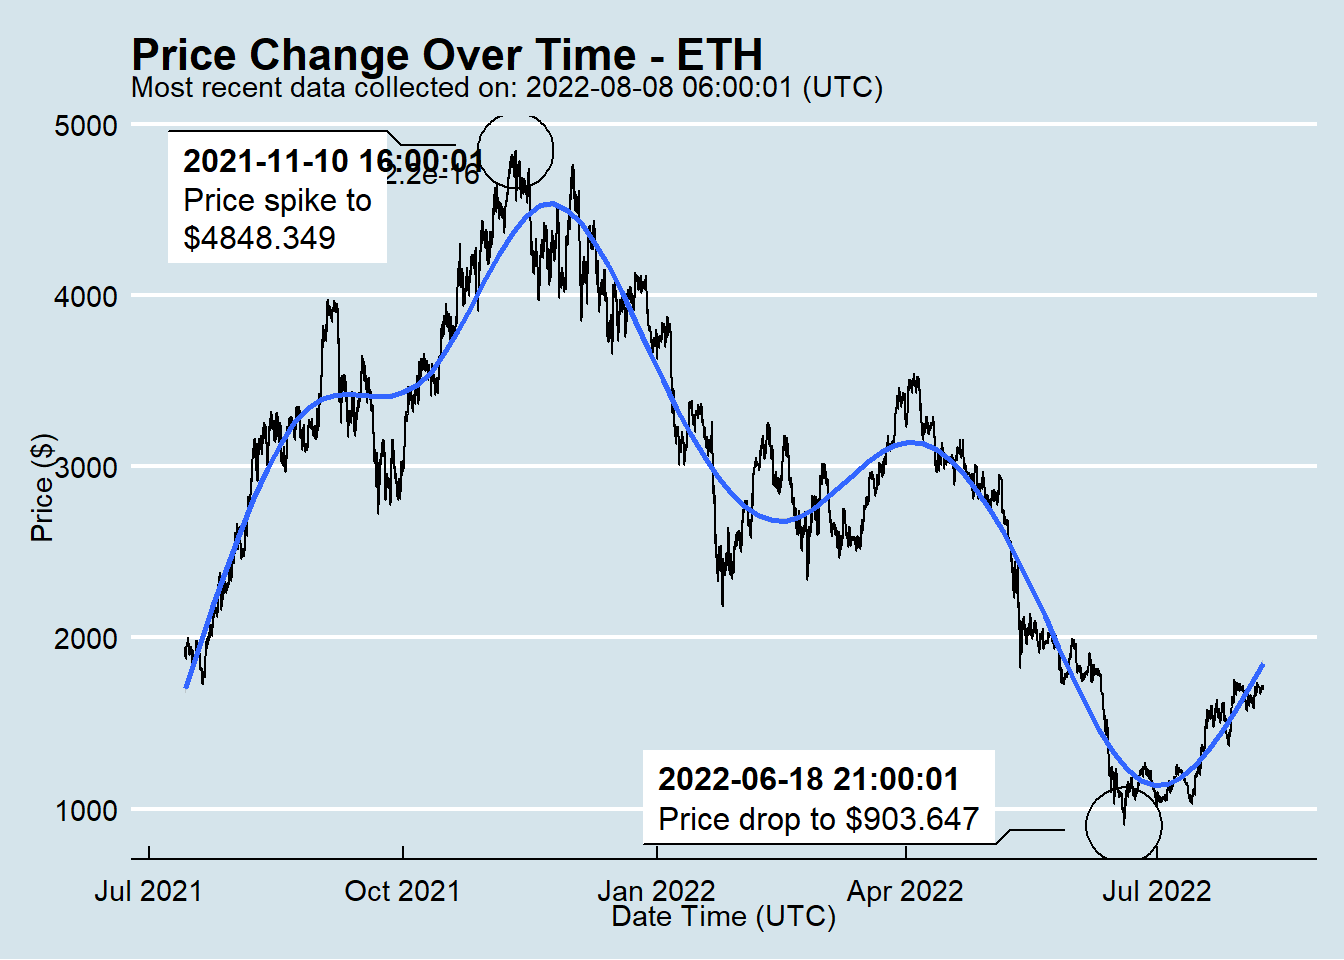 Price Change Over Time - ETH
Most recent data collected on: 2022-08-08 06:00:01 (UTC)
5000
4000
3000
2000
1000
Price ($)
2021-11-10 16:00:01
2.2e-16
Price spike to
$4848.349
2022-06-18 21:00:01
Price drop to $903.647
Jul 2021
Oct 2021
Jan 2022
Apr 2022
Jul 2022
Date Time (UTC)